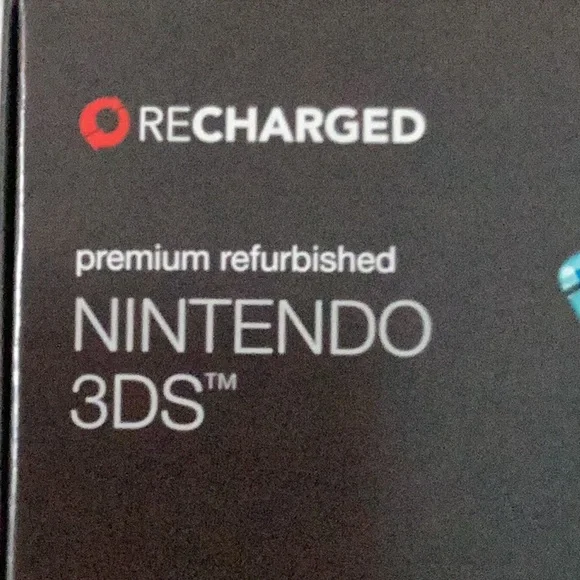 RECHARGED
premium refurbished
NINTENDO
3DS™